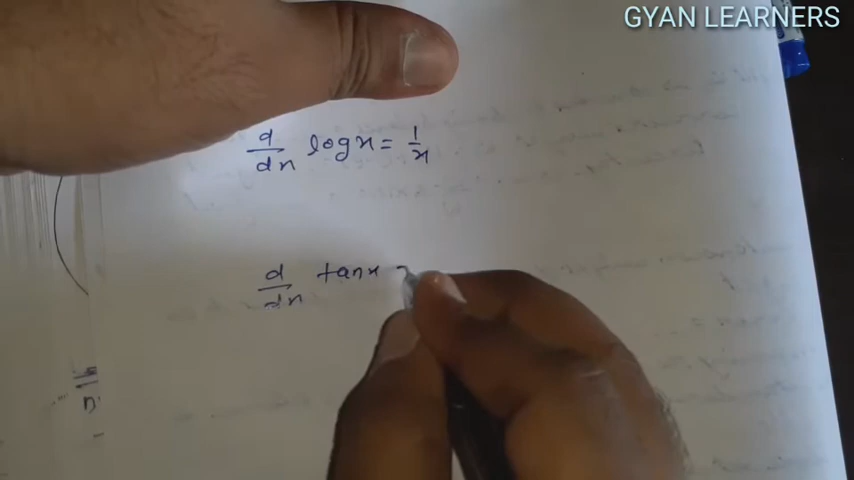 GYAN LEARNERS
d/dx log x = 1/x
d/dx tan x =